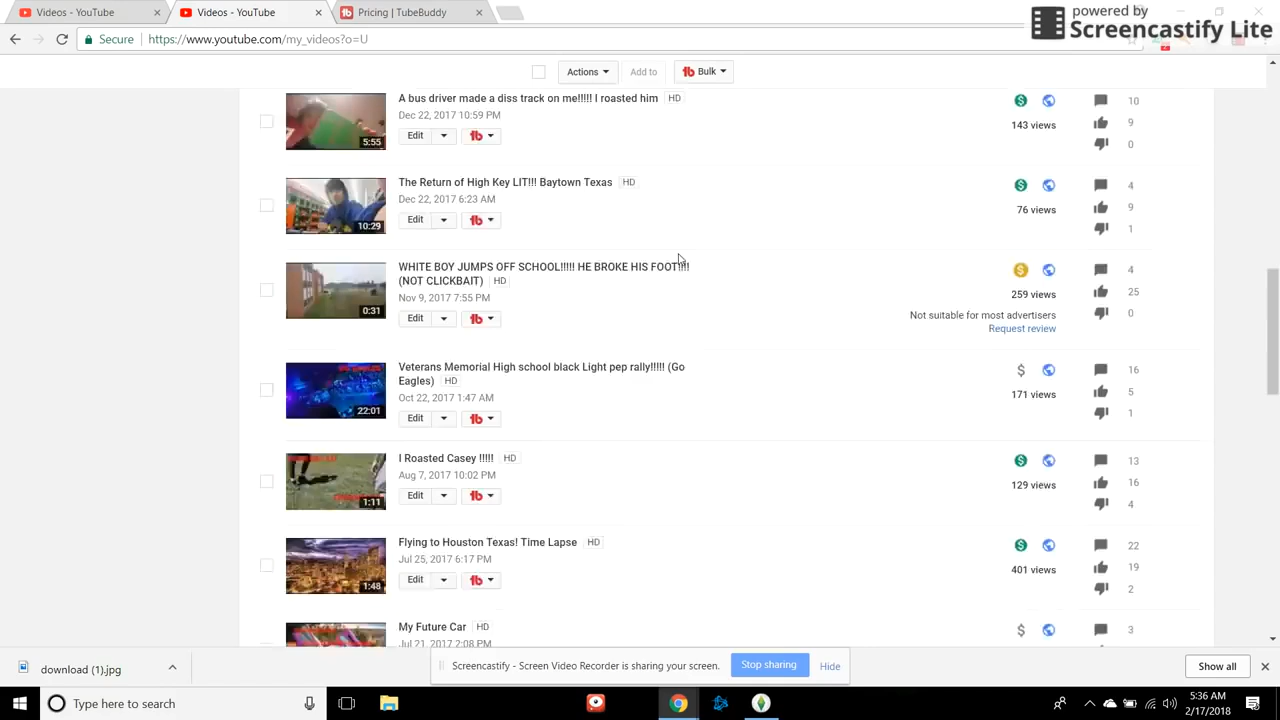 Videos - YouTube
Videos - YouTube
Pricing | TubeBuddy
powered by
Screencastify Lite
Secure
https://www.youtube.com/my_videos?o=U
Actions
Add to
Bulk
A bus driver made a diss track on me!!!!! I roasted him HD
Dec 22, 2017 10:59 PM
Edit
5:55
143 views
10
9
0
The Return of High Key LIT!!! Baytown Texas HD
Dec 22, 2017 6:23 AM
Edit
10:29
76 views
4
9
1
WHITE BOY JUMPS OFF SCHOOL!!!!! HE BROKE HIS FOOT!!!!
(NOT CLICKBAIT) HD
Nov 9, 2017 7:55 PM
Edit
0:31
259 views
Not suitable for most advertisers
Request review
4
25
0
Veterans Memorial High school black Light pep rally!!!!! (Go
Eagles) HD
Oct 22, 2017 1:47 AM
Edit
22:01
171 views
16
5
1
I Roasted Casey !!!!! HD
Aug 7, 2017 10:02 PM
Edit
1:11
129 views
13
16
4
Flying to Houston Texas! Time Lapse HD
Jul 25, 2017 6:17 PM
Edit
1:48
401 views
22
19
2
My Future Car HD
Jul 21, 2017 2:08 PM
3
download (1).jpg
Screencastify - Screen Video Recorder is sharing your screen.
Stop sharing
Hide
Show all
Type here to search
5:36 AM
2/17/2018